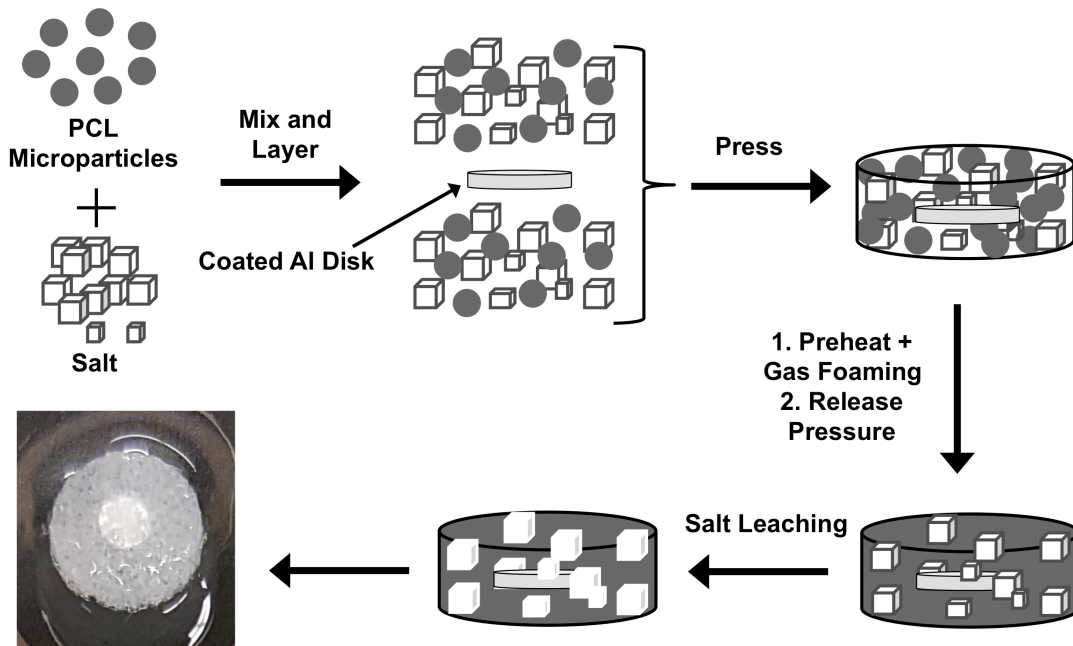 PCL
Microparticles
Mix and
Layer
Press
Coated Al Disk
Salt
1. Preheat +
Gas Foaming
2. Release
Pressure
Salt Leaching